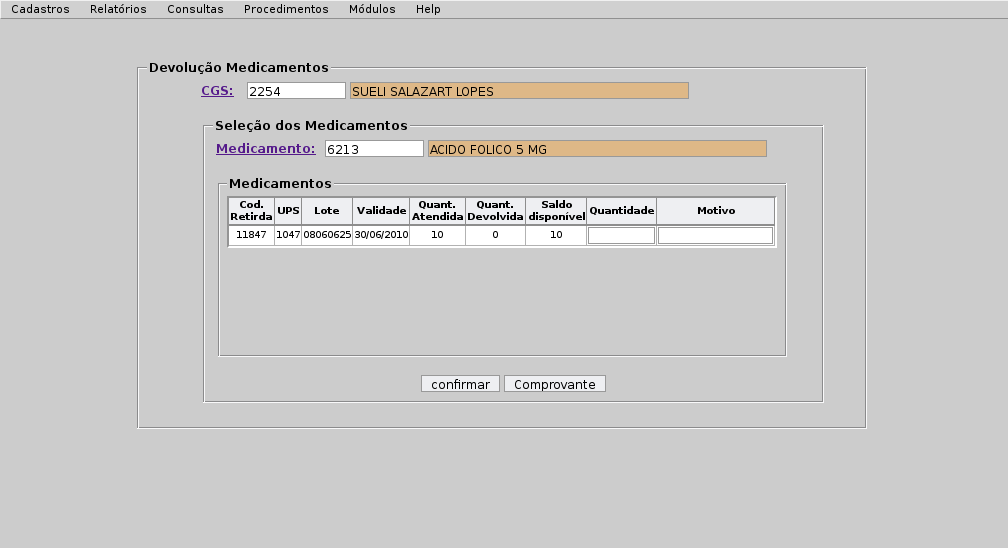 Cadastros Relatórios Consultas Procedimentos Módulos Help
Devolução Medicamentos
CGS: 2254 SUELI SALAZART LOPES
Seleção dos Medicamentos
Medicamento: 6213 ACIDO FOLICO 5 MG
Medicamentos
Cod. Retirda UPS Lote Validade Quant. Atendida Quant. Devolvida Saldo disponível Quantidade Motivo
11847 1047 08060625 30/06/2010 10 0 10
confirmar Comprovante